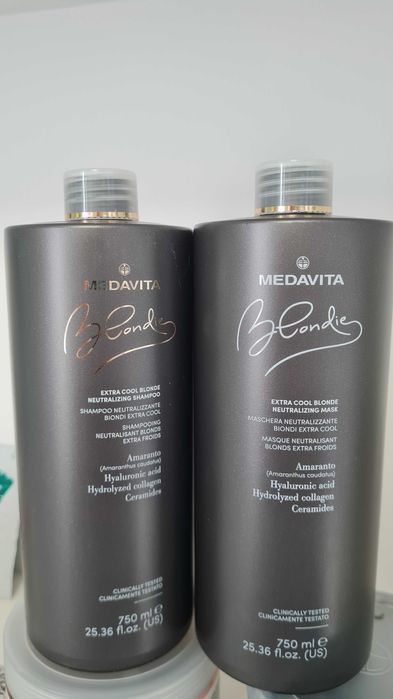 MEDAVITA
Blondie
EXTRA COOL BLONDE
NEUTRALIZING SHAMPOO
SHAMPOO NEUTRALIZZANTE
BIONDI EXTRA COOL
SHAMPOOING
NEUTRALISANT BLONDS
EXTRA FROIDS
Amaranto
(Amaranthus caudatus)
Hyaluronic acid
Hydrolyzed collagen
Ceramides
CLINICALLY TESTED
CLINICAMENTE TESTATO
750 ml e
25.36 fl.oz. (US)
MEDAVITA
Blondie
EXTRA COOL BLONDE
NEUTRALIZING MASK
MASCHERA NEUTRALIZZANTE
BIONDI EXTRA COOL
MASQUE NEUTRALISANT
BLONDS EXTRA FROIDS
Amaranto
(Amaranthus caudatus)
Hyaluronic acid
Hydrolyzed collagen
Ceramides
CLINICALLY TESTED
CLINICAMENTE TESTATO
750 ml e
25.36 fl.oz. (US)